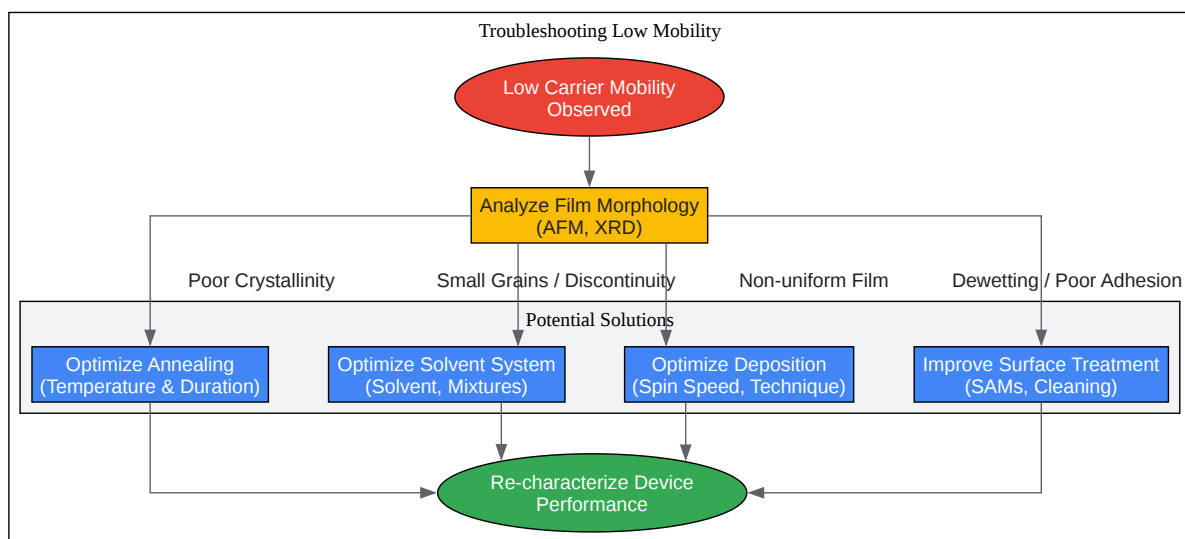 Troubleshooting Low Mobility
Low Carrier Mobility
Observed
Analyze Film Morphology
(AFM, XRD)
Poor Crystallinity
Small Grains / Discontinuity
Non-uniform Film
Dewetting / Poor Adhesion
Potential Solutions
Optimize Annealing
(Temperature & Duration)
Optimize Solvent System
(Solvent, Mixtures)
Optimize Deposition
(Spin Speed, Technique)
Improve Surface Treatment
(SAMs, Cleaning)
Re-characterize Device
Performance